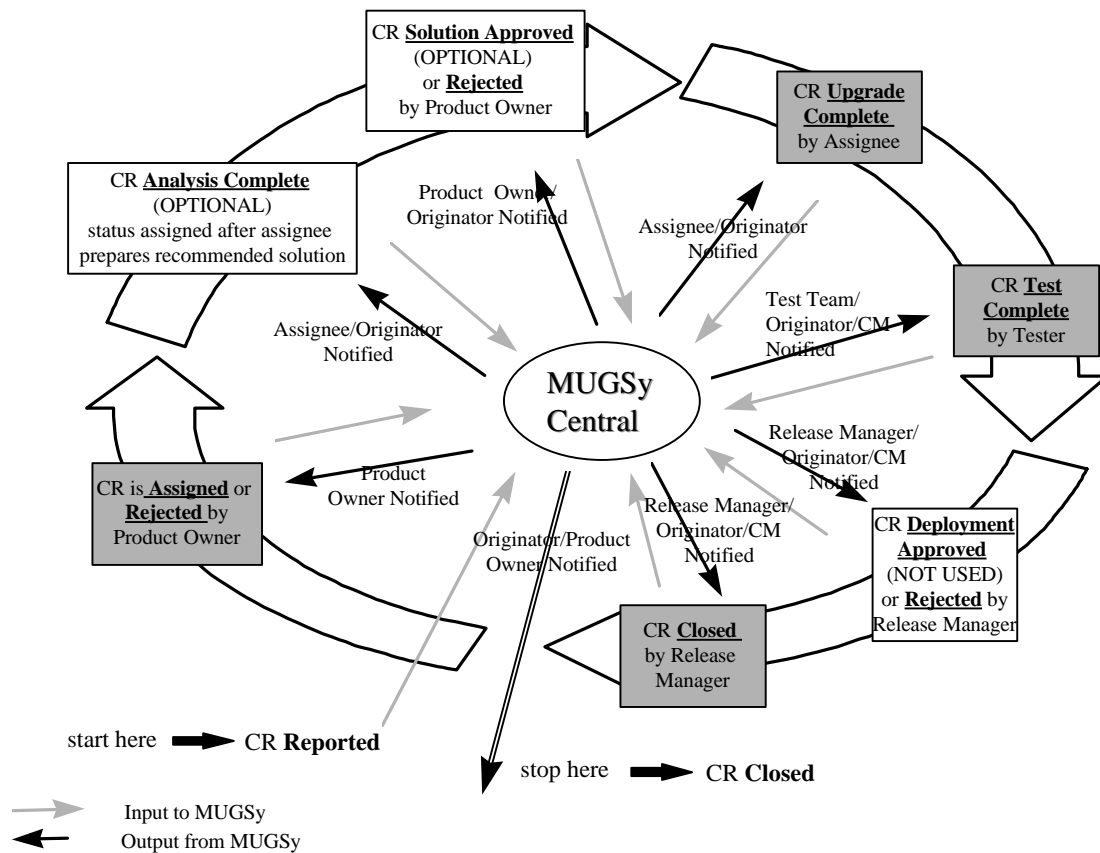 CR Solution Approved
(OPTIONAL)
or Rejected
by Product Owner
CR Upgrade
Complete
by Assignee
CR Analysis Complete
(OPTIONAL)
status assigned after assignee
prepares recommended solution
Product Owner/
Originator Notified
Assignee/Originator
Notified
CR Test
Complete
by Tester
Test Team/
Originator/CM
Notified
Assignee/Originator
Notified
MUGSy
Central
Release Manager/
Originator/CM
Notified
CR is Assigned or
Rejected by
Product Owner
Product
Owner Notified
Release Manager/
Originator/CM
Notified
Originator/Product
Owner Notified
CR Deployment
Approved
(NOT USED)
or Rejected by
Release Manager
CR Closed
by Release
Manager
start here
CR Reported
stop here
CR Closed
Input to MUGSy
Output from MUGSy